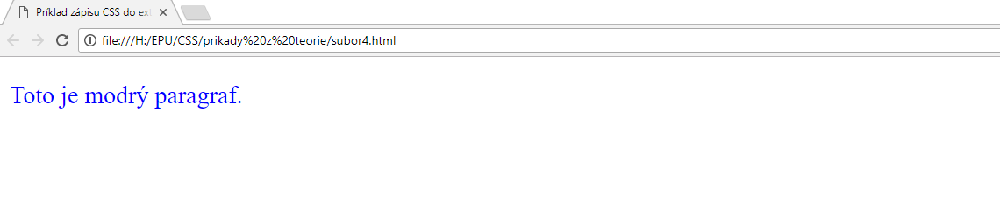 Príklad zápisu CSS do ext
file:///H:/EPU/CSS/prikady%20z%20teorie/subor4.html
Toto je modrý paragraf.